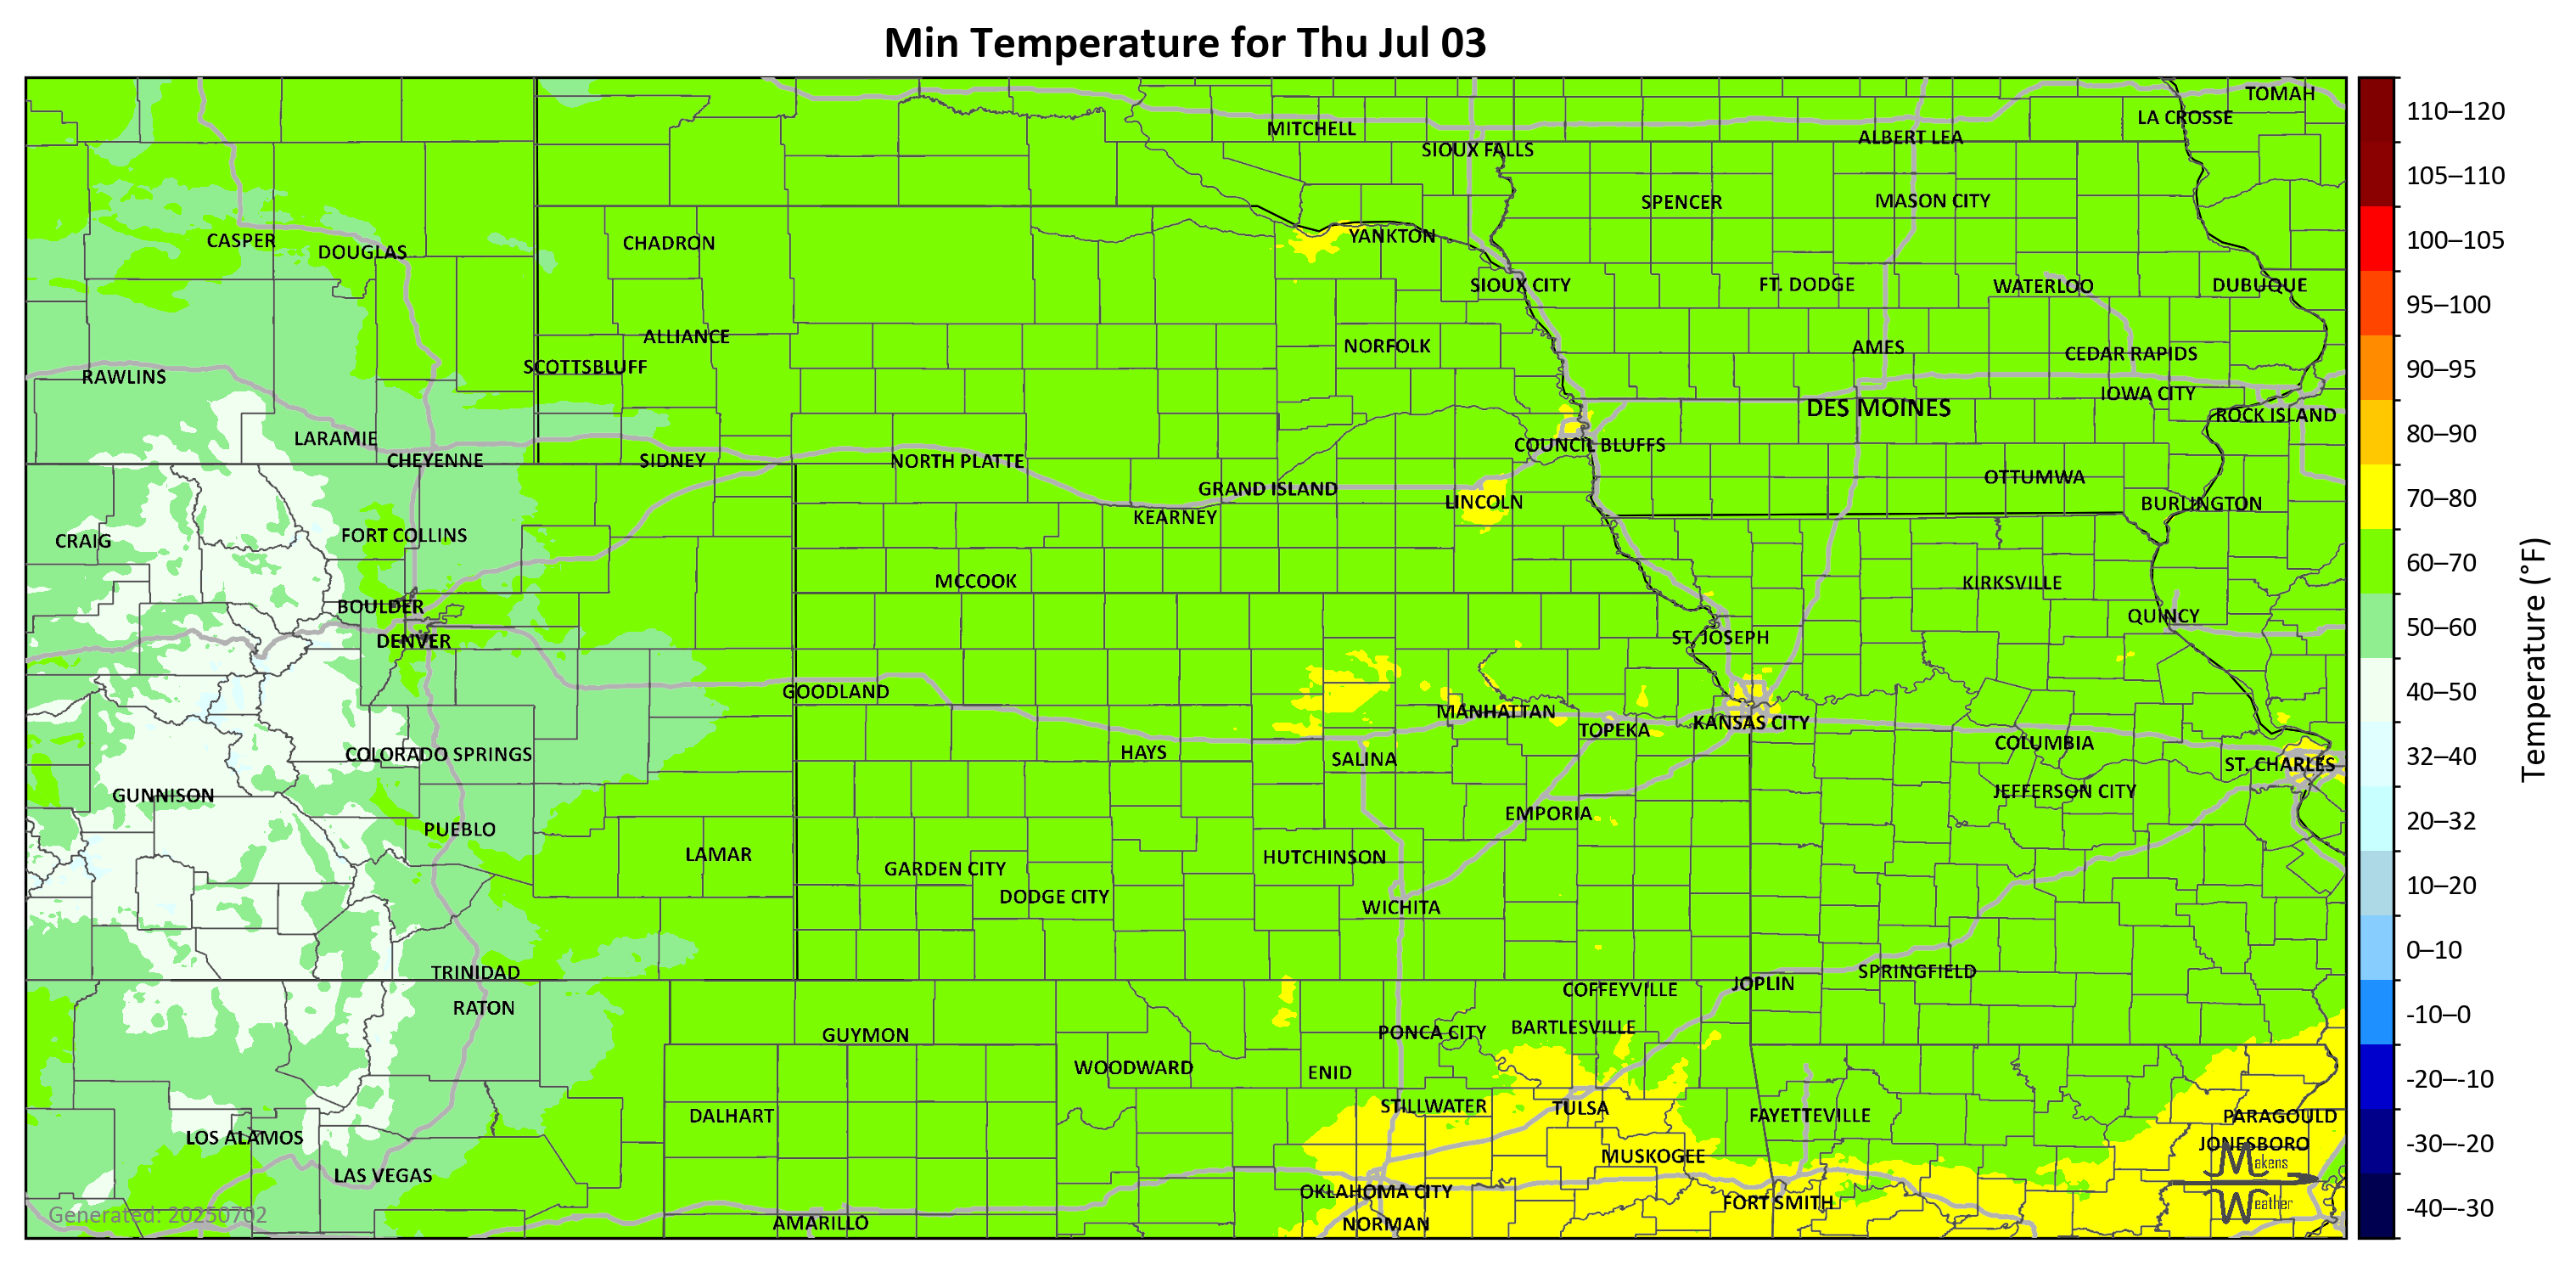 Min Temperature for Thu Jul 03
TOMAH
LA CROSSE
MITCHELL
ALBERT LEA
SIOUX FALLS
SPENCER
MASON CITY
CASPER
DOUGLAS
CHADRON
YANKTON
SIOUX CITY
FT. DODGE
WATERLOO
DUBUQUE
ALLIANCE
NORFOLK
AMES
CEDAR RAPIDS
SCOTTSBLUFF
RAWLINS
IOWA CITY
DES MOINES
ROCK ISLAND
LARAMIE
COUNCIL BLUFFS
CHEYENNE
SIDNEY
NORTH PLATTE
OTTUMWA
GRAND ISLAND
LINCOLN
BURLINGTON
KEARNEY
CRAIG
FORT COLLINS
MCCOOK
KIRKSVILLE
BOULDER
QUINCY
DENVER
ST. JOSEPH
GOODLAND
MANHATTAN
KANSAS CITY
TOPEKA
COLUMBIA
HAYS
COLORADO SPRINGS
SALINA
ST. CHARLES
JEFFERSON CITY
GUNNISON
EMPORIA
PUEBLO
LAMAR
HUTCHINSON
GARDEN CITY
DODGE CITY
WICHITA
TRINIDAD
SPRINGFIELD
JOPLIN
COFFEYVILLE
RATON
BARTLESVILLE
PONCA CITY
GUYMON
WOODWARD
ENID
STILLWATER
TULSA
DALHART
FAYETTEVILLE
PARAGOULD
LOS ALAMOS
JONESBORO
MUSKOGEE
LAS VEGAS
OKLAHOMA CITY
FORT SMITH
AMARILLO
NORMAN
Makens
Weather
Generated: 20250702
110–120
105–110
100–105
95–100
90–95
80–90
70–80
60–70
50–60
40–50
32–40
20–32
10–20
0–10
-10–0
-20–-10
-30–-20
-40–-30
Temperature (°F)